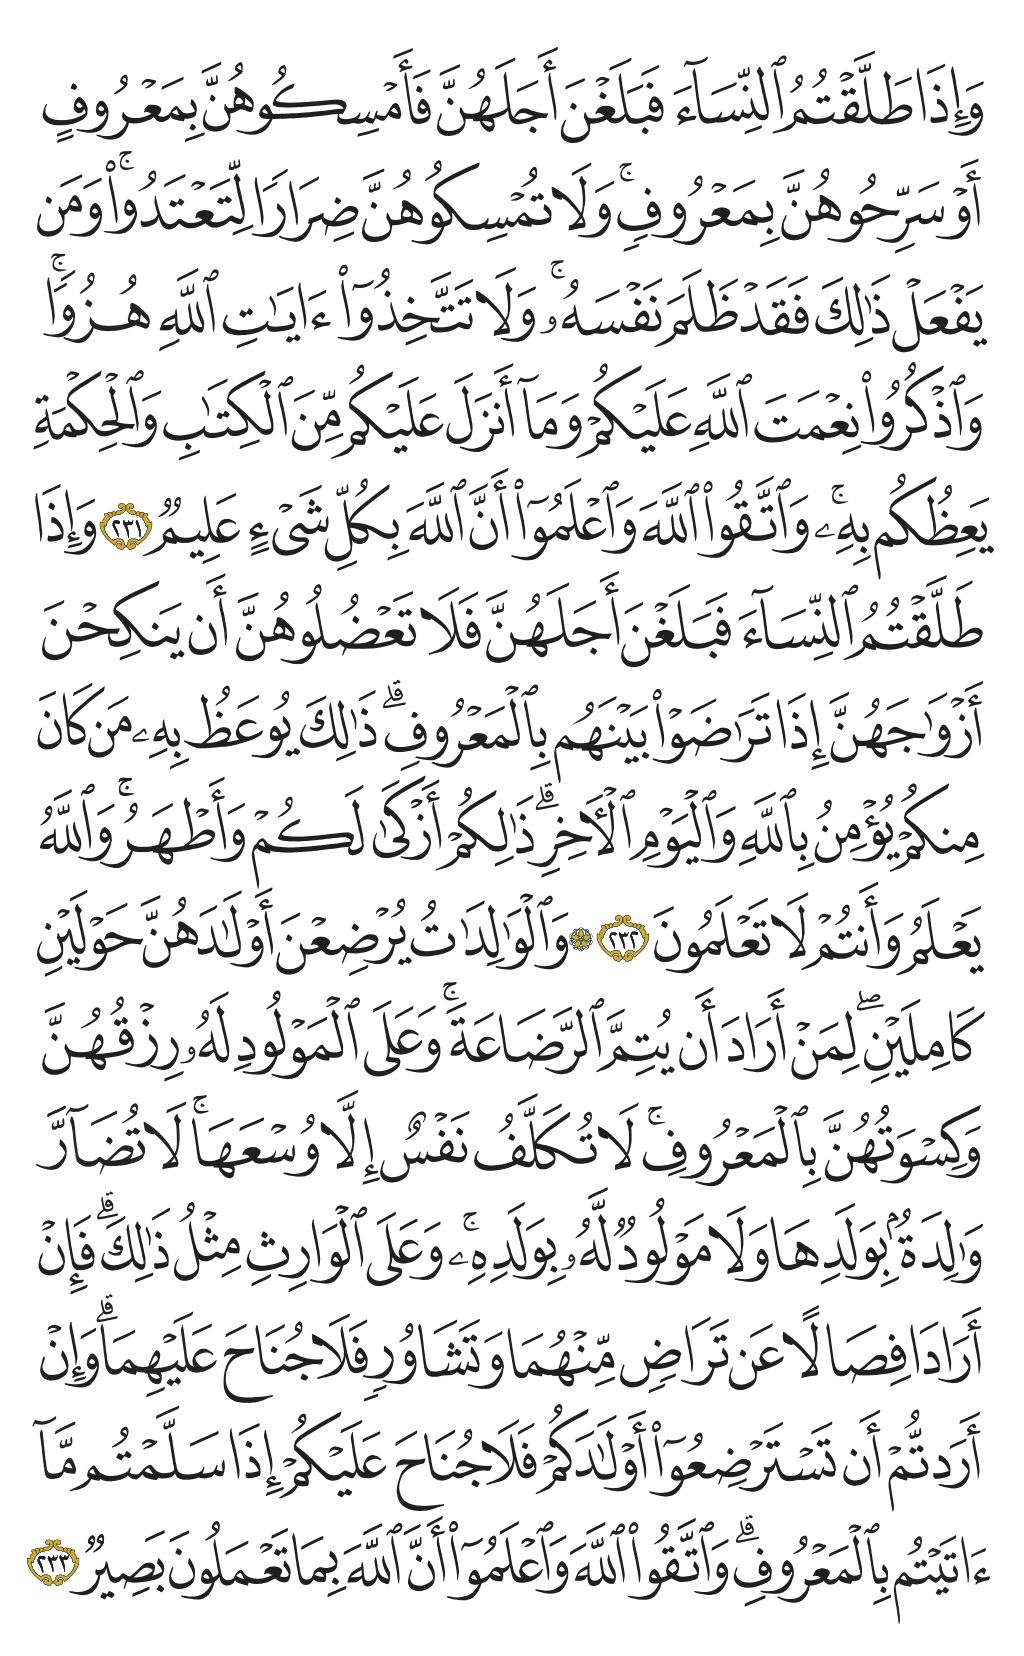 وَإِذَا طَلَّقْتُمُ ٱلنِّسَآءَ فَبَلَغْنَ أَجَلَهُنَّ فَأَمْسِكُوهُنَّ بِمَعْرُوفٍ
أَوْ سَرِّحُوهُنَّ بِمَعْرُوفٍۚ وَلَا تُمْسِكُوهُنَّ ضِرَارًا لِّتَعْتَدُوا۟ۚ وَمَن
يَفْعَلْ ذَٰلِكَ فَقَدْ ظَلَمَ نَفْسَهُۥۚ وَلَا تَتَّخِذُوٓا۟ ءَايَٰتِ ٱللَّهِ هُزُوًاۚ
وَٱذْكُرُوا۟ نِعْمَتَ ٱللَّهِ عَلَيْكُمْ وَمَآ أَنزَلَ عَلَيْكُم مِّنَ ٱلْكِتَٰبِ وَٱلْحِكْمَةِ
يَعِظُكُم بِهِۦۚ وَٱتَّقُوا۟ ٱللَّهَ وَٱعْلَمُوٓا۟ أَنَّ ٱللَّهَ بِكُلِّ شَىْءٍ عَلِيمٌ ٢٣١ وَإِذَا
طَلَّقْتُمُ ٱلنِّسَآءَ فَبَلَغْنَ أَجَلَهُنَّ فَلَا تَعْضُلُوهُنَّ أَن يَنكِحْنَ
أَزْوَٰجَهُنَّ إِذَا تَرَٰضَوْا۟ بَيْنَهُم بِٱلْمَعْرُوفِۗ ذَٰلِكَ يُوعَظُ بِهِۦ مَن كَانَ
مِنكُمْ يُؤْمِنُ بِٱللَّهِ وَٱلْيَوْمِ ٱلْـَٔاخِرِۗ ذَٰلِكُمْ أَزْكَىٰ لَكُمْ وَأَطْهَرُۚ وَٱللَّهُ
يَعْلَمُ وَأَنتُمْ لَا تَعْلَمُونَ ٢٣٢ ۞ وَٱلْوَٰلِدَٰتُ يُرْضِعْنَ أَوْلَٰدَهُنَّ حَوْلَيْنِ
كَامِلَيْنِۖ لِمَنْ أَرَادَ أَن يُتِمَّ ٱلرَّضَاعَةَۚ وَعَلَى ٱلْمَوْلُودِ لَهُۥ رِزْقُهُنَّ
وَكِسْوَتُهُنَّ بِٱلْمَعْرُوفِۚ لَا تُكَلَّفُ نَفْسٌ إِلَّا وُسْعَهَاۚ لَا تُضَآرَّ
وَٰلِدَةٌۢ بِوَلَدِهَا وَلَا مَوْلُودٌ لَّهُۥ بِوَلَدِهِۦۚ وَعَلَى ٱلْوَارِثِ مِثْلُ ذَٰلِكَۗ فَإِنْ
أَرَادَا فِصَالًا عَن تَرَاضٍ مِّنْهُمَا وَتَشَاوُرٍ فَلَا جُنَاحَ عَلَيْهِمَاۗ وَإِنْ
أَرَدتُّمْ أَن تَسْتَرْضِعُوٓا۟ أَوْلَٰدَكُمْ فَلَا جُنَاحَ عَلَيْكُمْ إِذَا سَلَّمْتُم مَّآ
ءَاتَيْتُم بِٱلْمَعْرُوفِۗ وَٱتَّقُوا۟ ٱللَّهَ وَٱعْلَمُوٓا۟ أَنَّ ٱللَّهَ بِمَا تَعْمَلُونَ بَصِيرٌ ٢٣٣